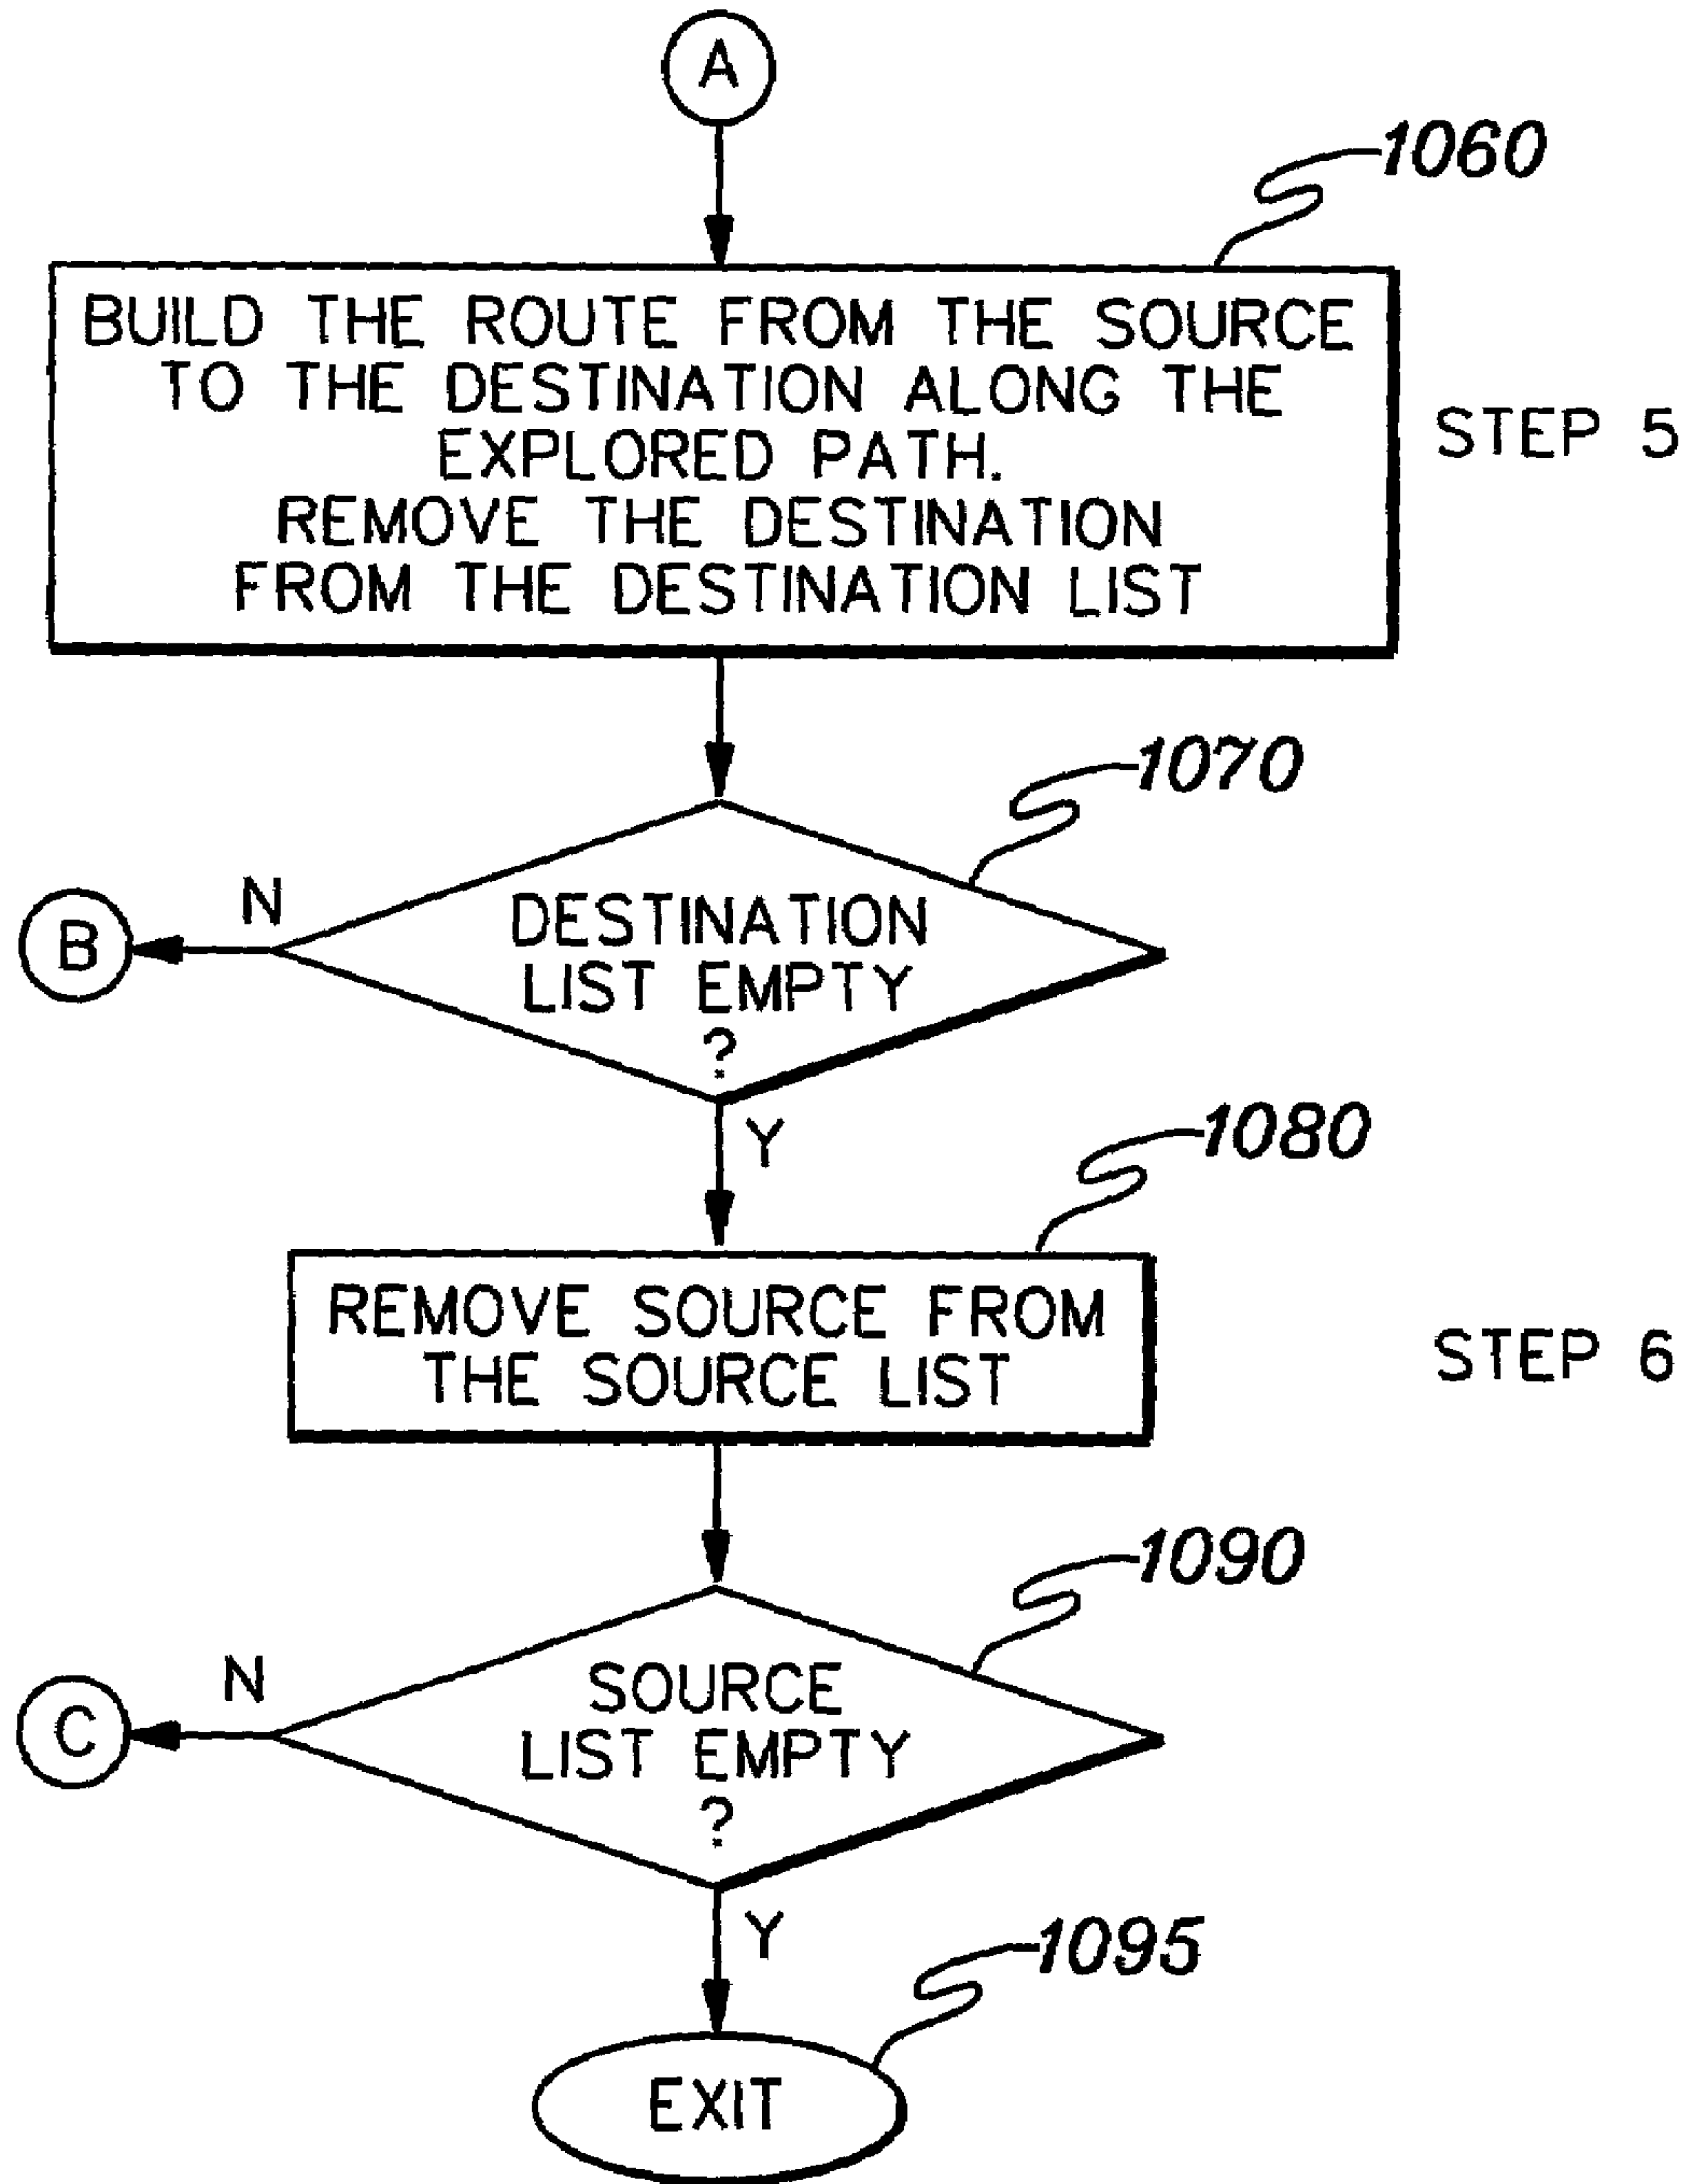 A
1060
BUILD THE ROUTE FROM THE SOURCE
TO THE DESTINATION ALONG THE
EXPLORED PATH.
REMOVE THE DESTINATION
FROM THE DESTINATION LIST
STEP 5
1070
N
B
DESTINATION
LIST EMPTY
?
Y
1080
REMOVE SOURCE FROM
THE SOURCE LIST
STEP 6
1090
N
C
SOURCE
LIST EMPTY
?
Y
1095
EXIT